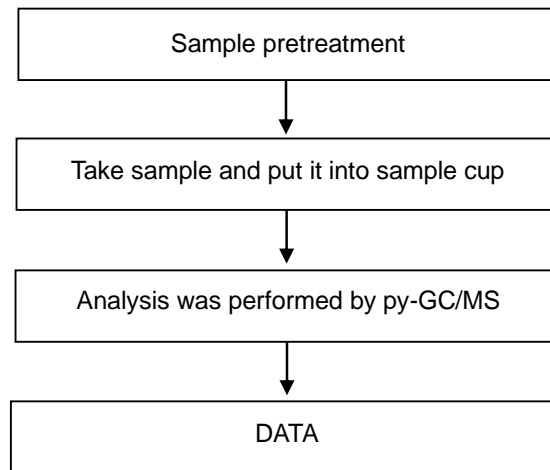 Sample pretreatment
Take sample and put it into sample cup
Analysis was performed by py-GC/MS
DATA